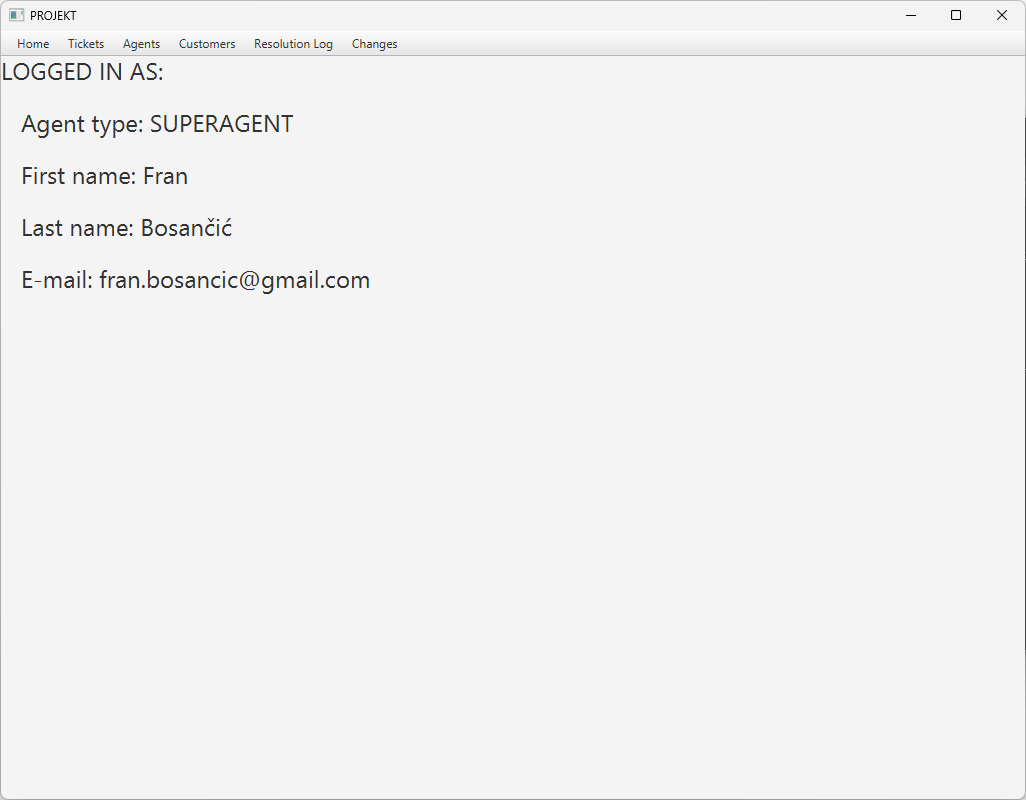 PROJEKT
Home Tickets Agents Customers Resolution Log Changes
LOGGED IN AS:
Agent type: SUPERAGENT
First name: Fran
Last name: Bosančić
E-mail: fran.bosancic@gmail.com